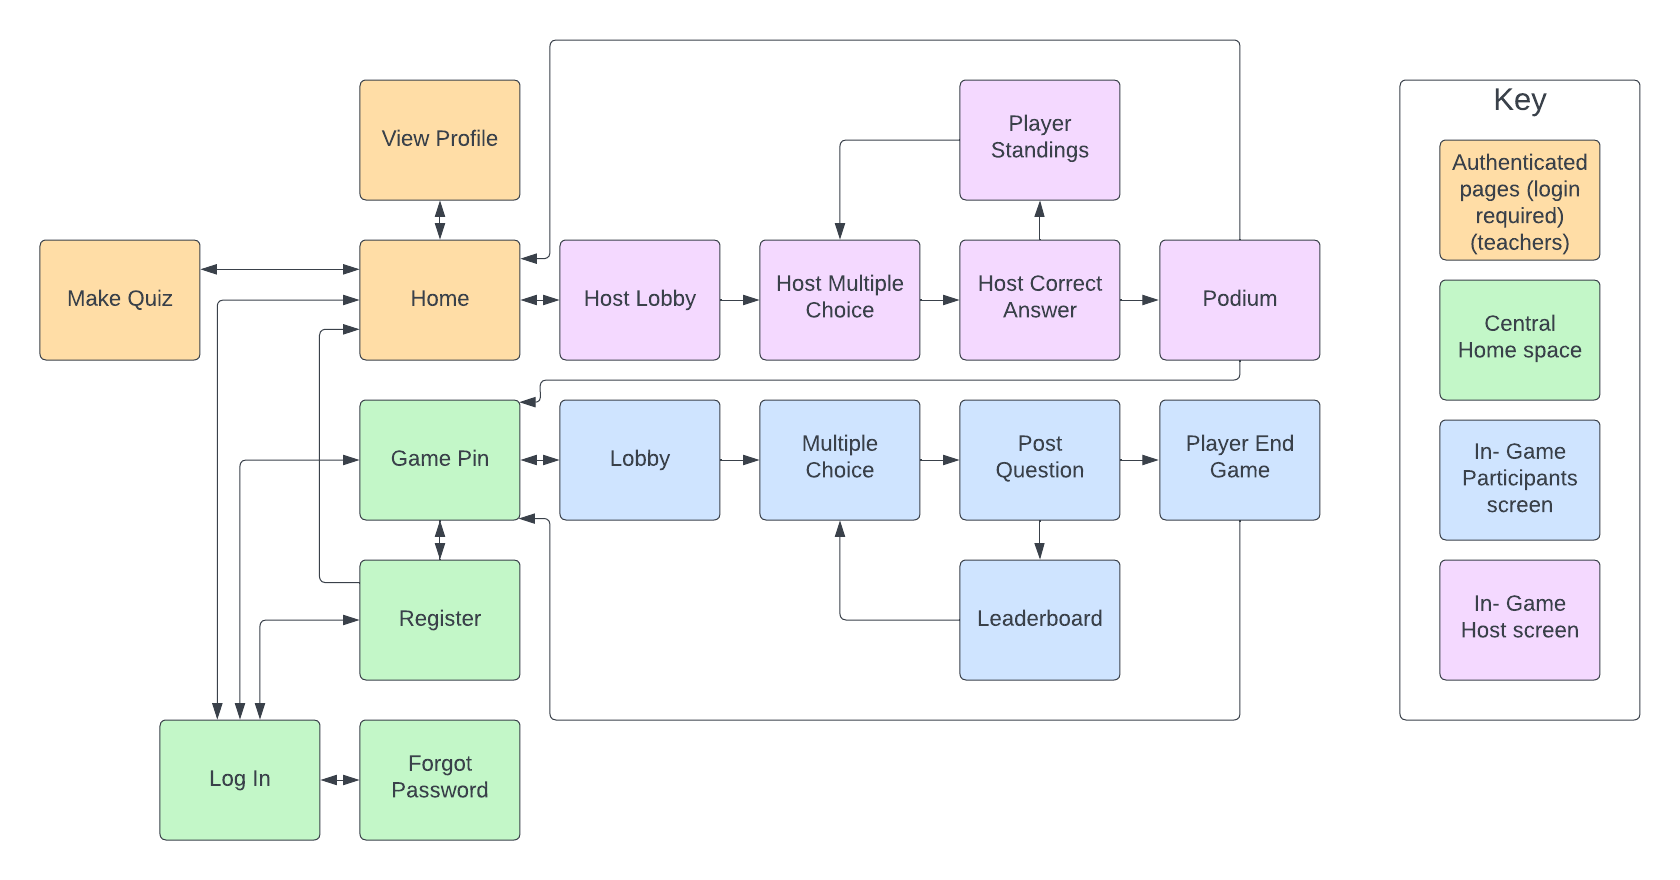 View Profile
Player
Standings
Make Quiz
Home
Host Lobby
Host Multiple
Choice
Host Correct
Answer
Podium
Game Pin
Lobby
Multiple
Choice
Post
Question
Player End
Game
Register
Leaderboard
Log In
Forgot
Password
Key
Authenticated
pages (login
required)
(teachers)
Central
Home space
In- Game
Participants
screen
In- Game
Host screen